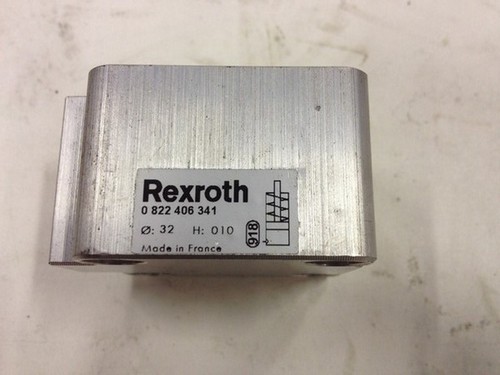 Rexroth
0 822 406 341
Ø: 32 H: 010
918
Made in France